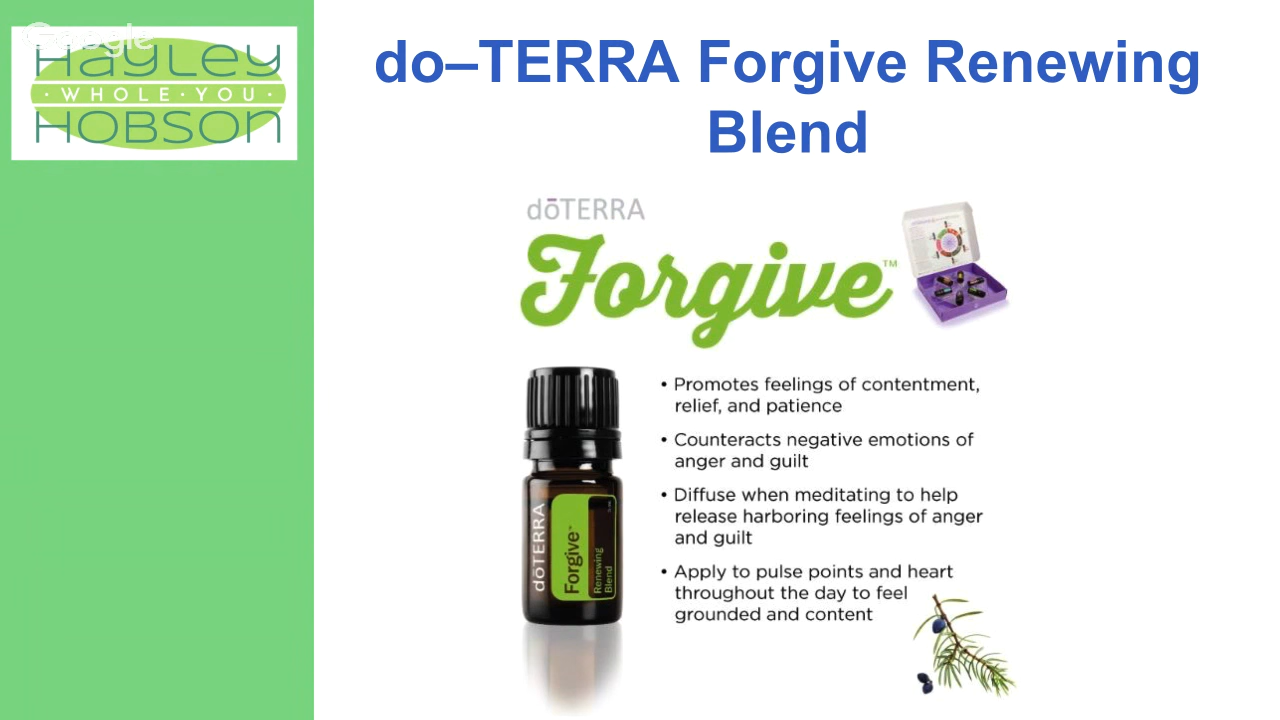 Google
Hayley
· WHOLE · YOU ·
HOBSON
do–TERRA Forgive Renewing
Blend
dōTERRA
Forgive™
• Promotes feelings of contentment,
relief, and patience
• Counteracts negative emotions of
anger and guilt
• Diffuse when meditating to help
release harboring feelings of anger
and guilt
• Apply to pulse points and heart
throughout the day to feel
grounded and content
dōTERRA
Forgive™
Renewing
Blend